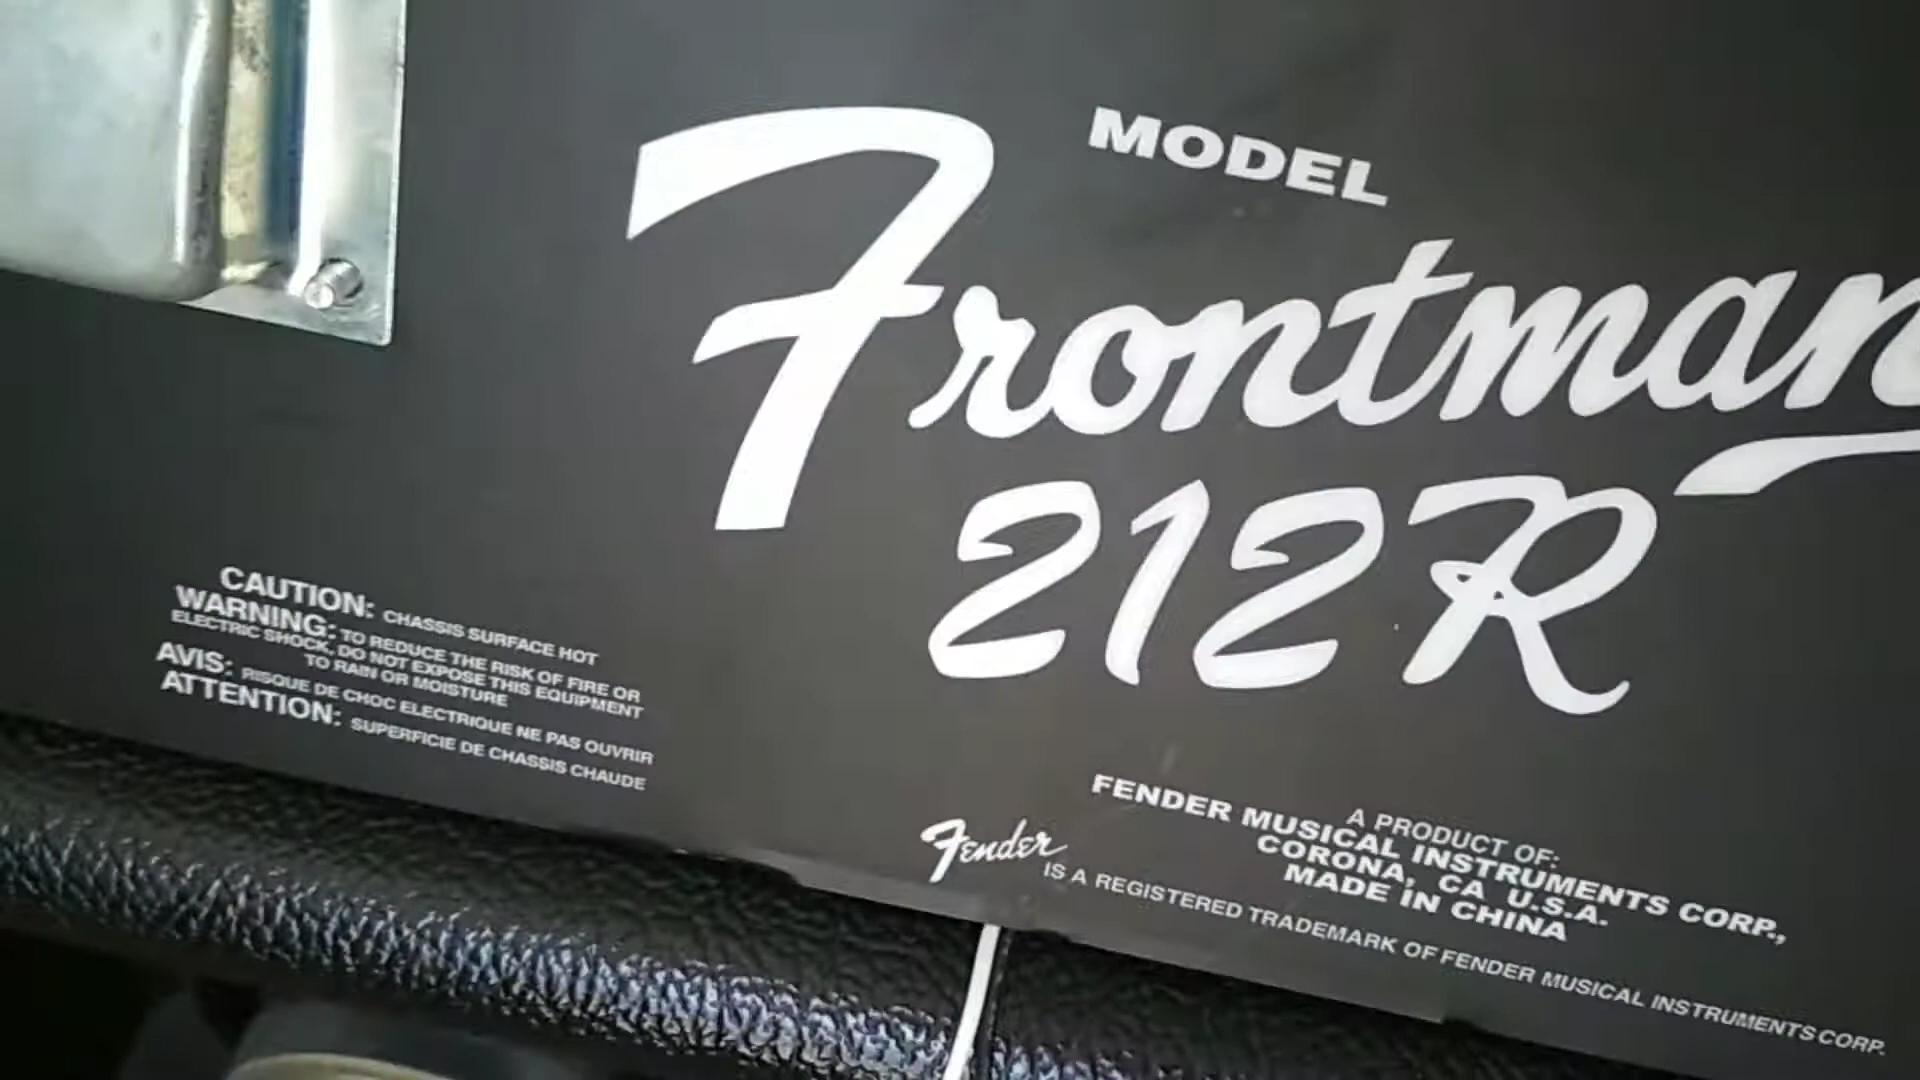 MODEL
Frontman
212R
CAUTION: CHASSIS SURFACE HOT
WARNING: TO REDUCE THE RISK OF FIRE OR
ELECTRIC SHOCK, DO NOT EXPOSE THIS EQUIPMENT
TO RAIN OR MOISTURE
AVIS: RISQUE DE CHOC ELECTRIQUE NE PAS OUVRIR
ATTENTION: SUPERFICIE DE CHASSIS CHAUDE
A PRODUCT OF:
FENDER MUSICAL INSTRUMENTS CORP.,
CORONA, CA U.S.A.
MADE IN CHINA
Fender IS A REGISTERED TRADEMARK OF FENDER MUSICAL INSTRUMENTS CORP.